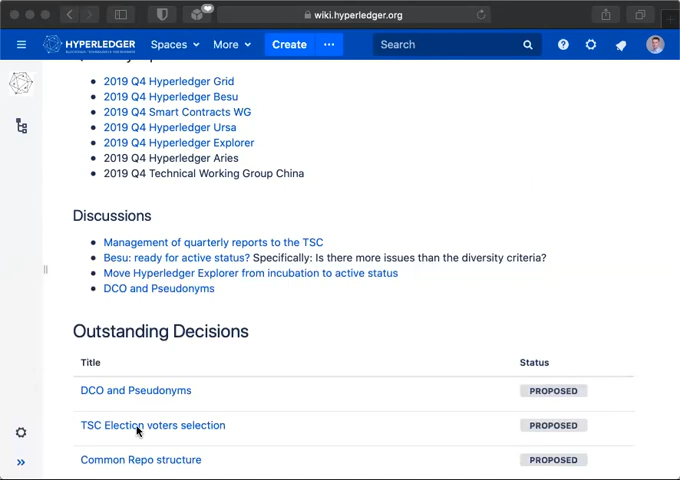 wiki.hyperledger.org
HYPERLEDGER
Spaces
More
Create
Search
2019 Q4 Hyperledger Grid
2019 Q4 Hyperledger Besu
2019 Q4 Smart Contracts WG
2019 Q4 Hyperledger Ursa
2019 Q4 Hyperledger Explorer
2019 Q4 Hyperledger Aries
2019 Q4 Technical Working Group China
Discussions
Management of quarterly reports to the TSC
Besu: ready for active status? Specifically: Is there more issues than the diversity criteria?
Move Hyperledger Explorer from incubation to active status
DCO and Pseudonyms
Outstanding Decisions
Title Status
DCO and Pseudonyms PROPOSED
TSC Election voters selection PROPOSED
Common Repo structure PROPOSED